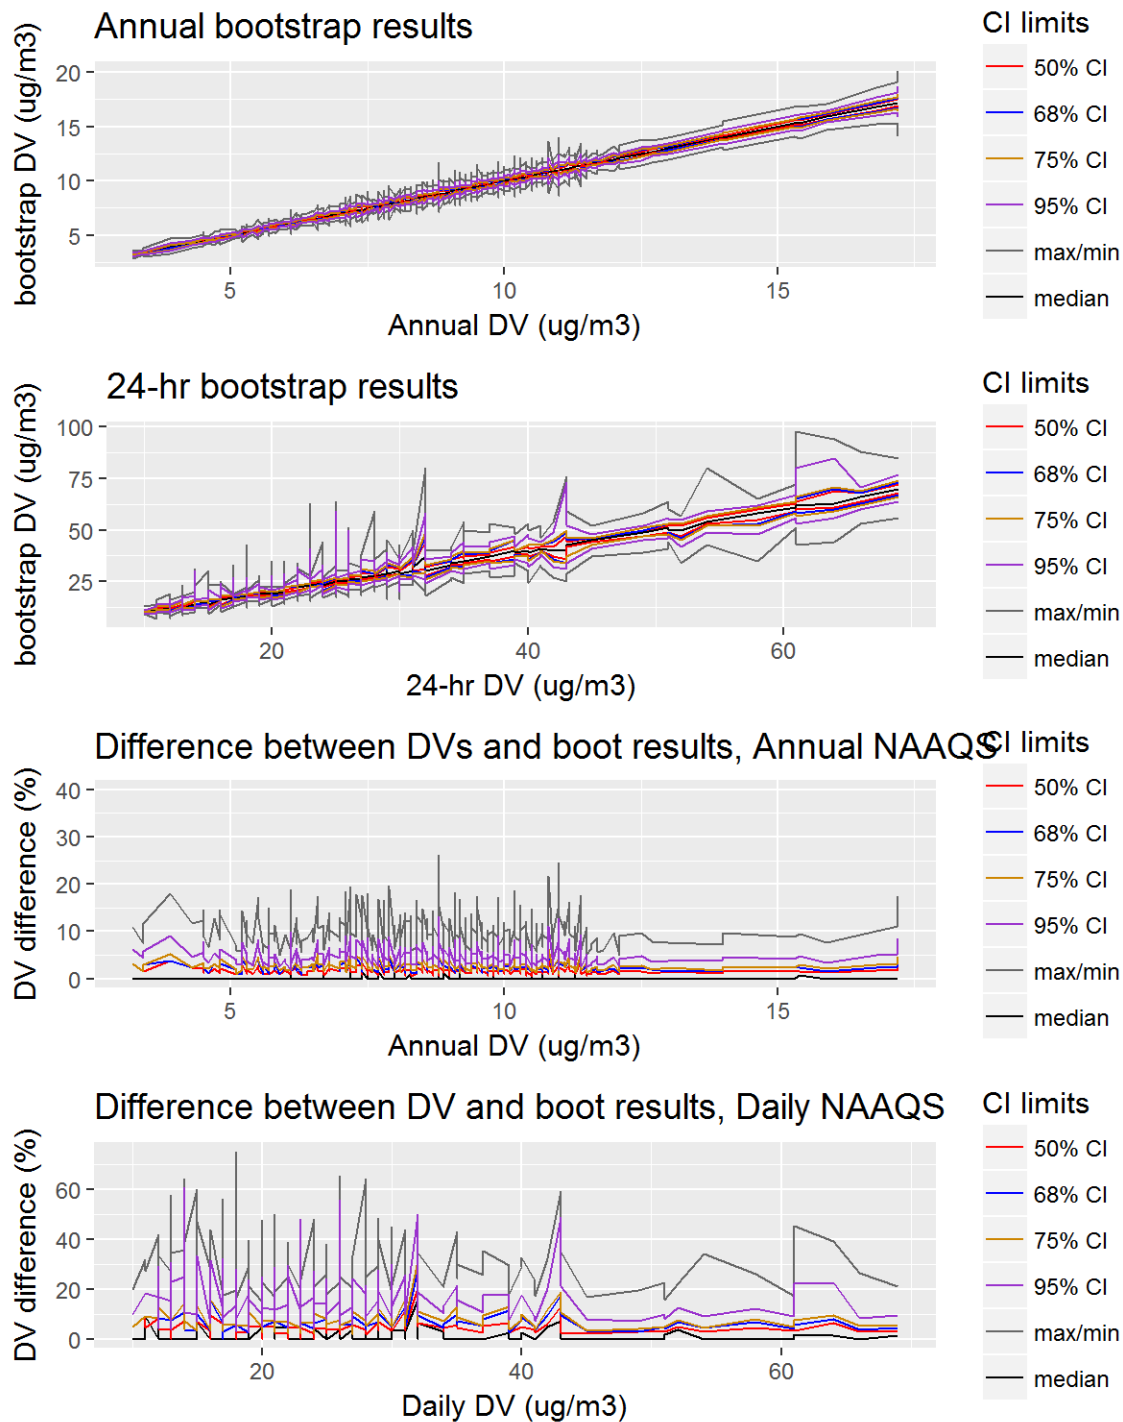 Annual bootstrap results
bootstrap DV (ug/m3)
20
15
10
5
5
10
15
Annual DV (ug/m3)
CI limits
50% CI
68% CI
75% CI
95% CI
max/min
median
24-hr bootstrap results
bootstrap DV (ug/m3)
100
75
50
25
20
40
60
24-hr DV (ug/m3)
CI limits
50% CI
68% CI
75% CI
95% CI
max/min
median
Difference between DVs and boot results, Annual NAAQS
DV difference (%)
40
30
20
10
0
5
10
15
Annual DV (ug/m3)
CI limits
50% CI
68% CI
75% CI
95% CI
max/min
median
Difference between DV and boot results, Daily NAAQS
DV difference (%)
60
40
20
0
20
40
60
Daily DV (ug/m3)
CI limits
50% CI
68% CI
75% CI
95% CI
max/min
median